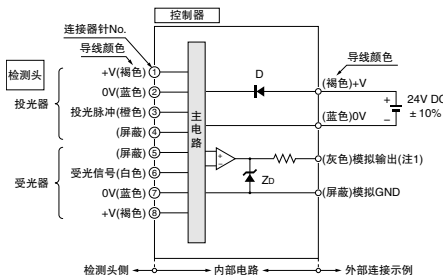 控制器
连接器针No.
导线颜色
检测头
投光器
+V(褐色) 1
0V(蓝色) 2
投光脉冲(橙色) 3
(屏蔽) 4
受光器
(屏蔽) 5
受光信号(白色) 6
0V(蓝色) 7
+V(褐色) 8
主电路
D
ZD
导线颜色
(褐色)+V
(蓝色)0V
+
−
24V DC
±10%
+
-
(灰色)模拟输出(注1)
(屏蔽)模拟GND
检测头侧
内部电路
外部连接示例